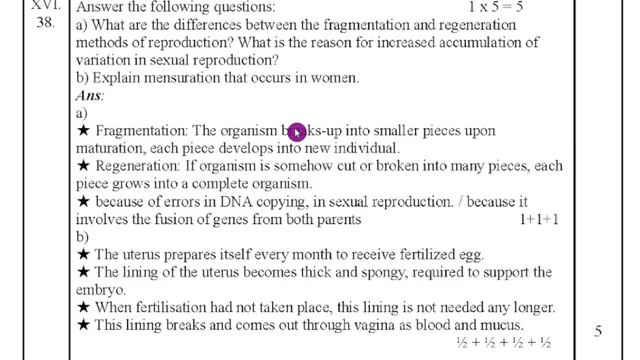 XVI. Answer the following questions: 1 x 5 = 5
38. a) What are the differences between the fragmentation and regeneration
methods of reproduction? What is the reason for increased accumulation of
variation in sexual reproduction?
b) Explain mensuration that occurs in women.
Ans:
a)
★ Fragmentation: The organism breaks-up into smaller pieces upon
maturation, each piece develops into new individual.
★ Regeneration: If organism is somehow cut or broken into many pieces, each
piece grows into a complete organism.
★ because of errors in DNA copying, in sexual reproduction. / because it
involves the fusion of genes from both parents 1+1+1
b)
★ The uterus prepares itself every month to receive fertilized egg.
★ The lining of the uterus becomes thick and spongy, required to support the
embryo.
★ When fertilisation had not taken place, this lining is not needed any longer.
★ This lining breaks and comes out through vagina as blood and mucus. 5
½ + ½ + ½ + ½